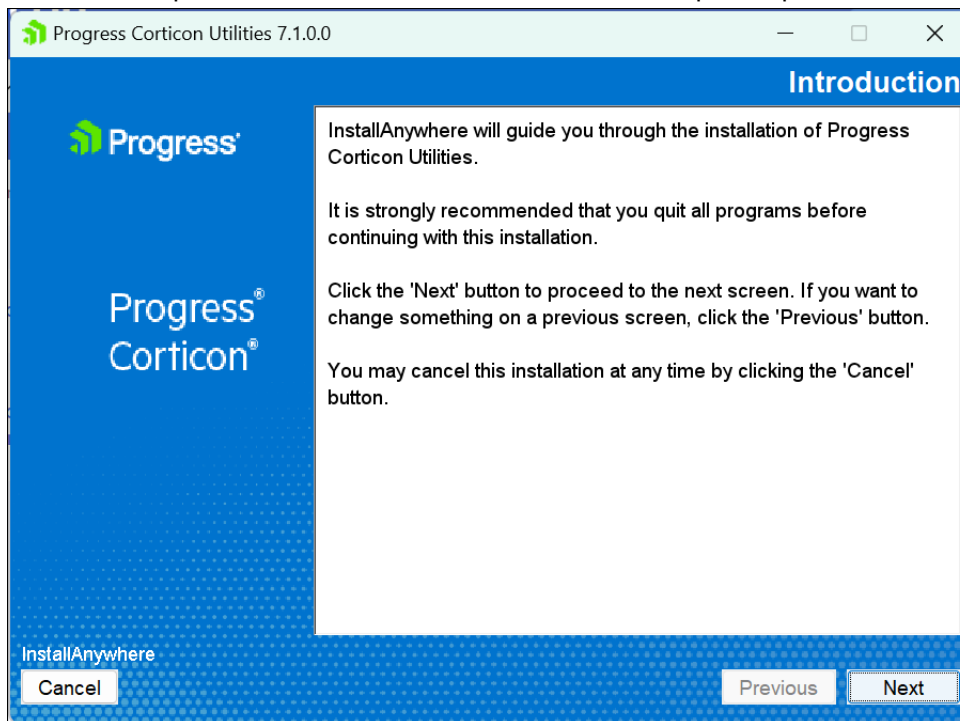 Progress Corticon Utilities 7.1.0.0
Introduction
Progress
Progress®
Corticon®
InstallAnywhere will guide you through the installation of Progress
Corticon Utilities.
It is strongly recommended that you quit all programs before
continuing with this installation.
Click the 'Next' button to proceed to the next screen. If you want to
change something on a previous screen, click the 'Previous' button.
You may cancel this installation at any time by clicking the 'Cancel'
button.
InstallAnywhere
Cancel
Previous
Next